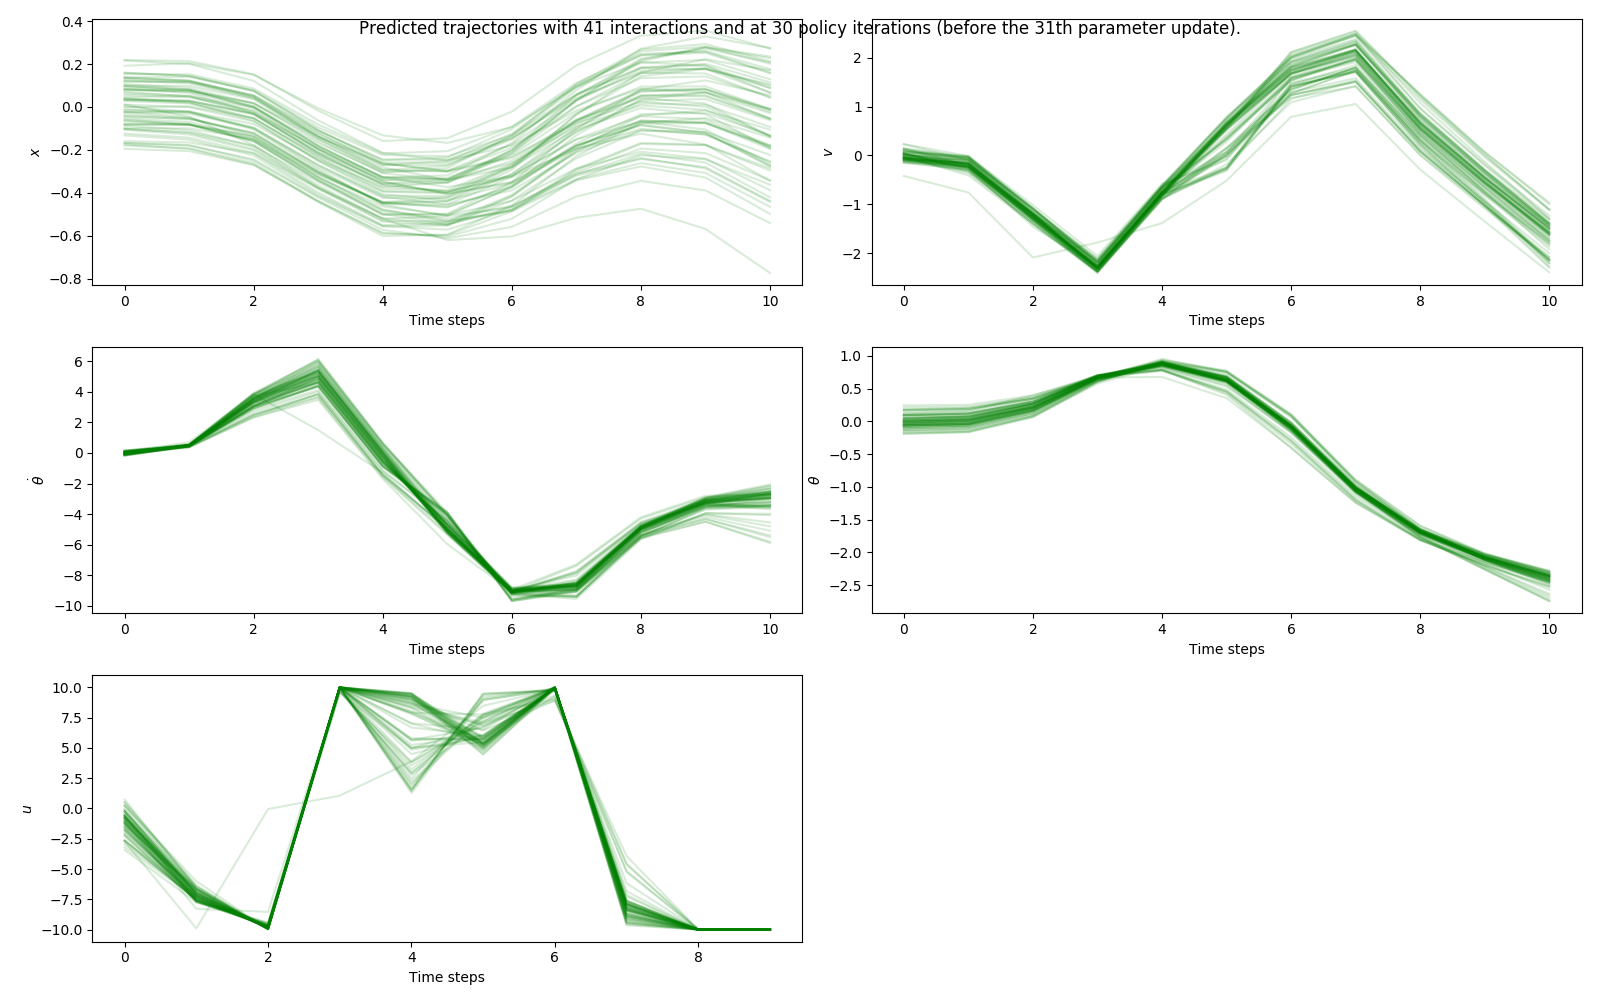 Predicted trajectories with 41 interactions and at 30 policy iterations (before the 31th parameter update).
0.4
0.2
0.0
−0.2
−0.4
−0.6
−0.8
x
0 2 4 6 8 10
Time steps
2
1
0
−1
−2
v
0 2 4 6 8 10
Time steps
6
4
2
0
−2
−4
−6
−8
−10
θ̇
0 2 4 6 8 10
Time steps
1.0
0.5
0.0
−0.5
−1.0
−1.5
−2.0
−2.5
θ
0 2 4 6 8 10
Time steps
10.0
7.5
5.0
2.5
0.0
−2.5
−5.0
−7.5
−10.0
u
0 2 4 6 8
Time steps